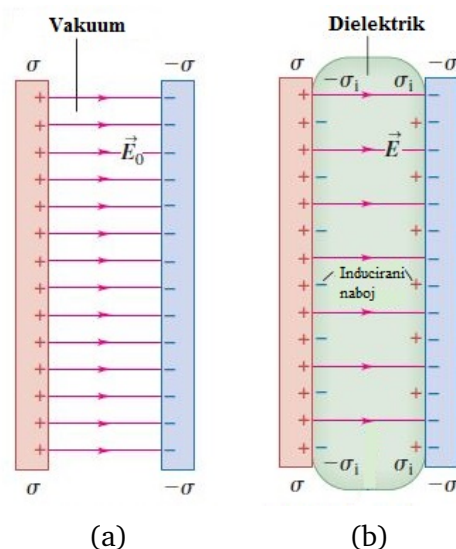 Vakuum
σ −σ
E⃗₀
σ −σ
(a)
Dielektrik
σ −σᵢ σᵢ −σ
E⃗
Inducirani
naboj
σ −σᵢ σᵢ −σ
(b)